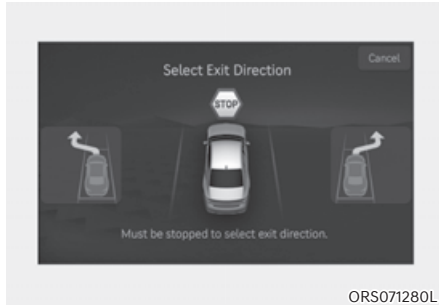 Cancel
Select Exit Direction
STOP
Must be stopped to select exit direction.
ORS071280L